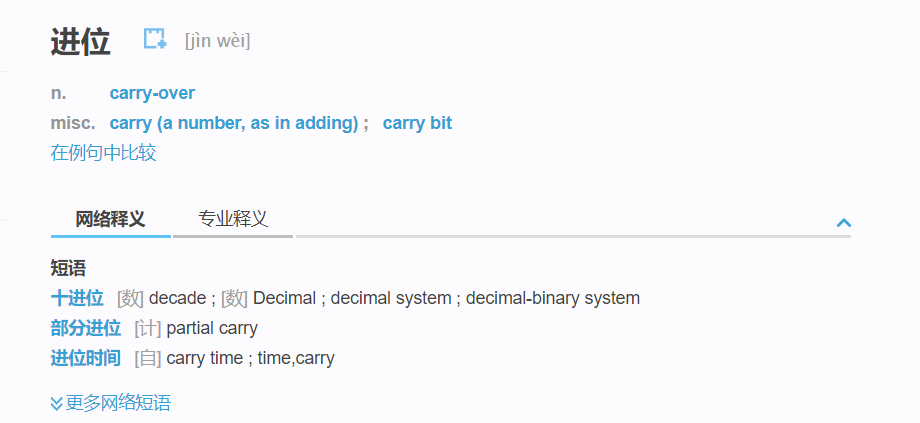 进位 [jìn wèi]
n. carry-over
misc. carry (a number, as in adding) ; carry bit
在例句中比较
网络释义 专业释义
短语
十进位 [数] decade ; [数] Decimal ; decimal system ; decimal-binary system
部分进位 [计] partial carry
进位时间 [自] carry time ; time,carry
更多网络短语